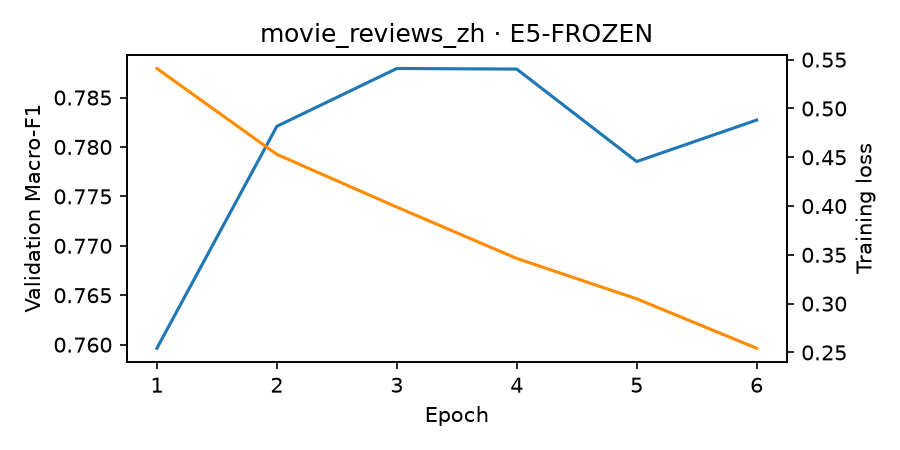 movie_reviews_zh · E5-FROZEN
Validation Macro-F1
0.785
0.780
0.775
0.770
0.765
0.760
0.55
0.50
0.45
0.40
0.35
0.30
0.25
Training loss
1 2 3 4 5 6
Epoch